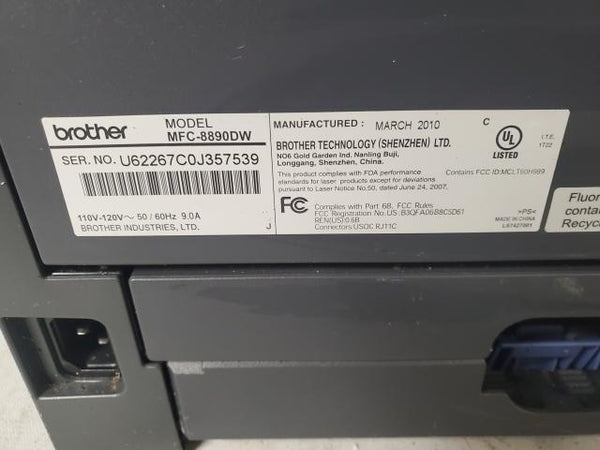 brother
MODEL
MFC-8890DW
SER. NO. U62267C0J357539
110V-120V~ 50 / 60Hz 9.0A
BROTHER INDUSTRIES, LTD. J
MANUFACTURED : MARCH 2010
BROTHER TECHNOLOGY (SHENZHEN) LTD.
NO6 Gold Garden Ind. Nanling Buji,
Longgang, Shenzhen, China.
This product complies with FDA performance
standards for laser products except for deviations
pursuant to Laser Notice No.50, dated June 24, 2007.
FC Complies with Part 68, FCC Rules
FCC Registration No. US :B3QFA06B8C5D61
REN(US):0.6B
Connectors:USOC RJ11C
C UL
LISTED
I.T.E.
1722
Contains FCC ID:
>PS<
MADE IN CHINA
Fluor
conta
Recyc